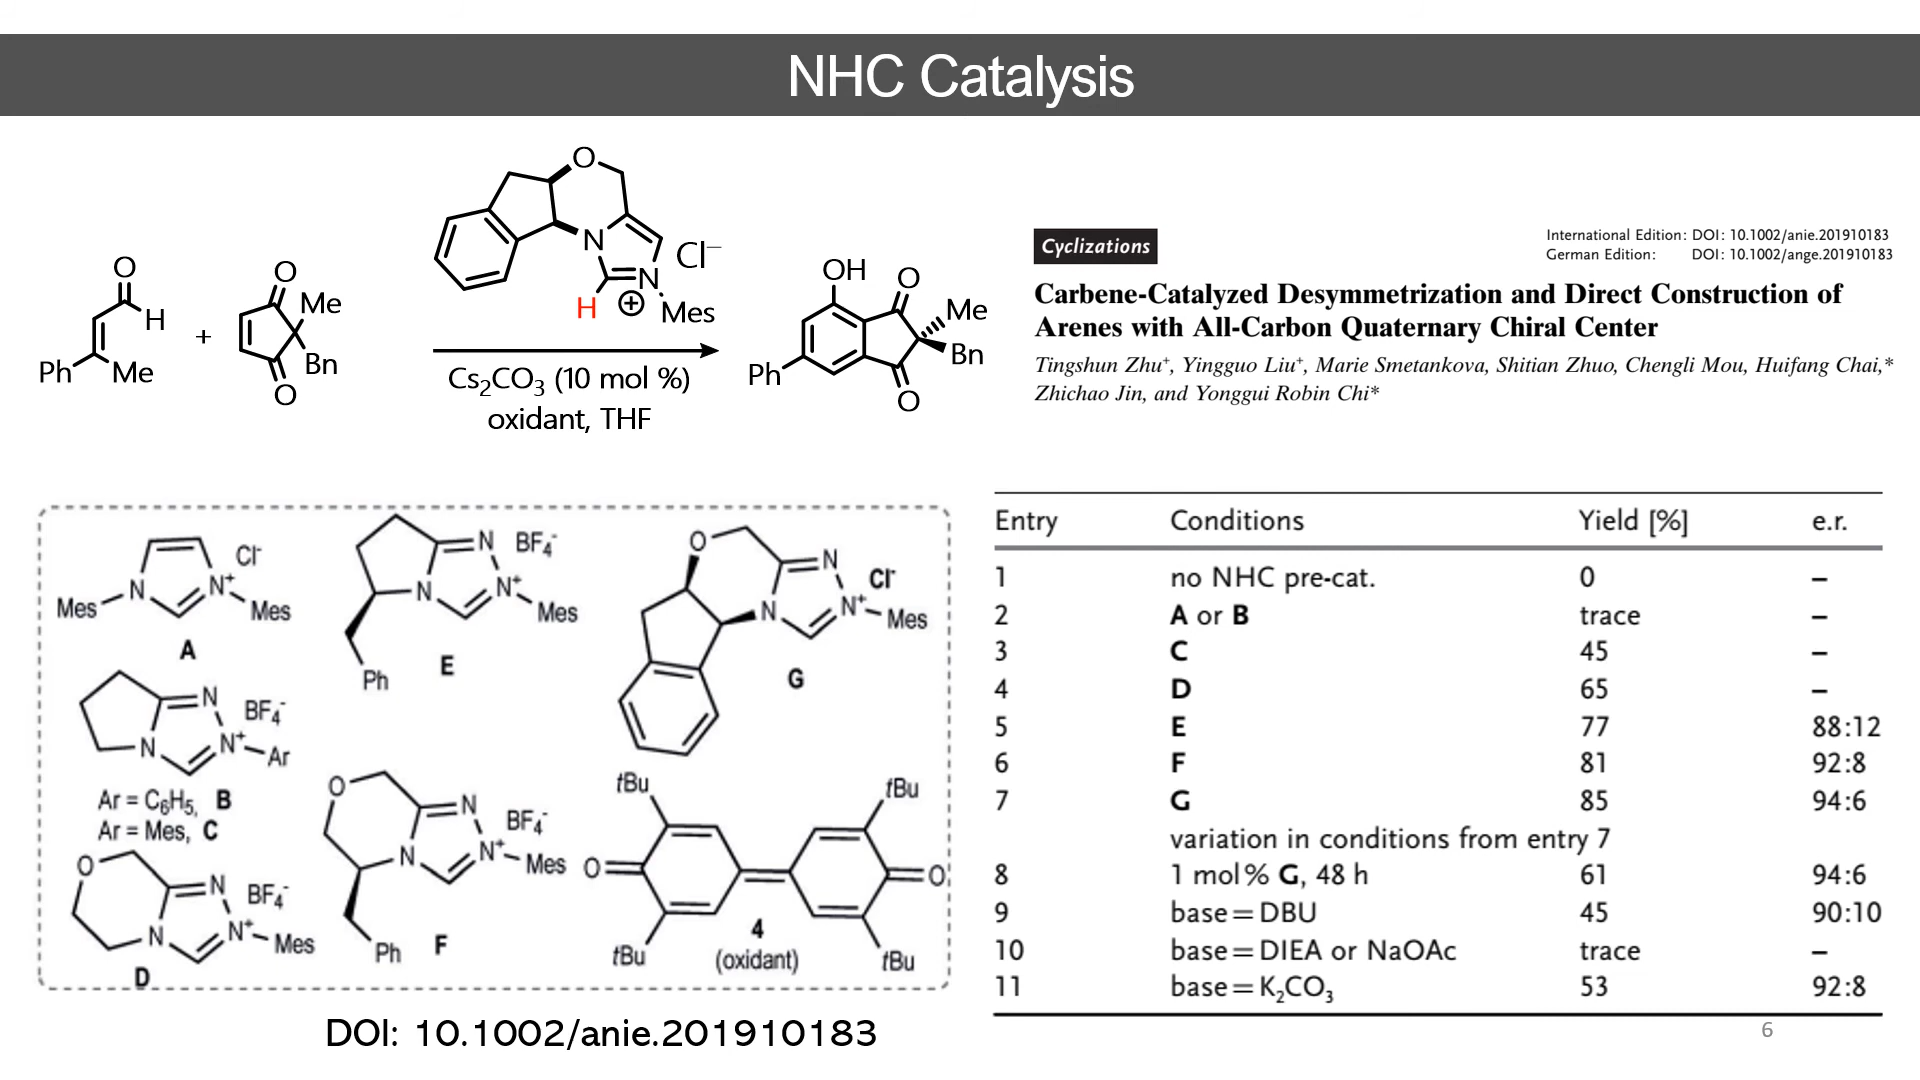 NHC Catalysis
O
N
N
Cl–
H
⊕
Mes
O
H
Ph
Me
+
O
Me
Bn
O
Cs2CO3 (10 mol %)
oxidant, THF
OH
O
Me
Bn
Ph
O
Cyclizations
International Edition: DOI: 10.1002/anie.201910183
German Edition: DOI: 10.1002/ange.201910183
Carbene-Catalyzed Desymmetrization and Direct Construction of
Arenes with All-Carbon Quaternary Chiral Center
Tingshun Zhu+, Yingguo Liu+, Marie Smetankova, Shitian Zhuo, Chengli Mou, Huifang Chai,*
Zhichao Jin, and Yonggui Robin Chi*
Cl-
Mes N N+ Mes
A
N BF4-
N N+ Ar
Ar = C6H5, B
Ar = Mes, C
O
N BF4-
N N+ Mes
D
N BF4-
N N+ Mes
Ph
E
O
N BF4-
N N+ Mes
Ph
F
O
N Cl-
N N+ Mes
G
tBu tBu
O O
tBu tBu
4
(oxidant)
Entry Conditions Yield [%] e.r.
1 no NHC pre-cat. 0 –
2 A or B trace –
3 C 45 –
4 D 65 –
5 E 77 88:12
6 F 81 92:8
7 G 85 94:6
variation in conditions from entry 7
8 1 mol% G, 48 h 61 94:6
9 base=DBU 45 90:10
10 base=DIEA or NaOAc trace –
11 base=K2CO3 53 92:8
DOI: 10.1002/anie.201910183
6